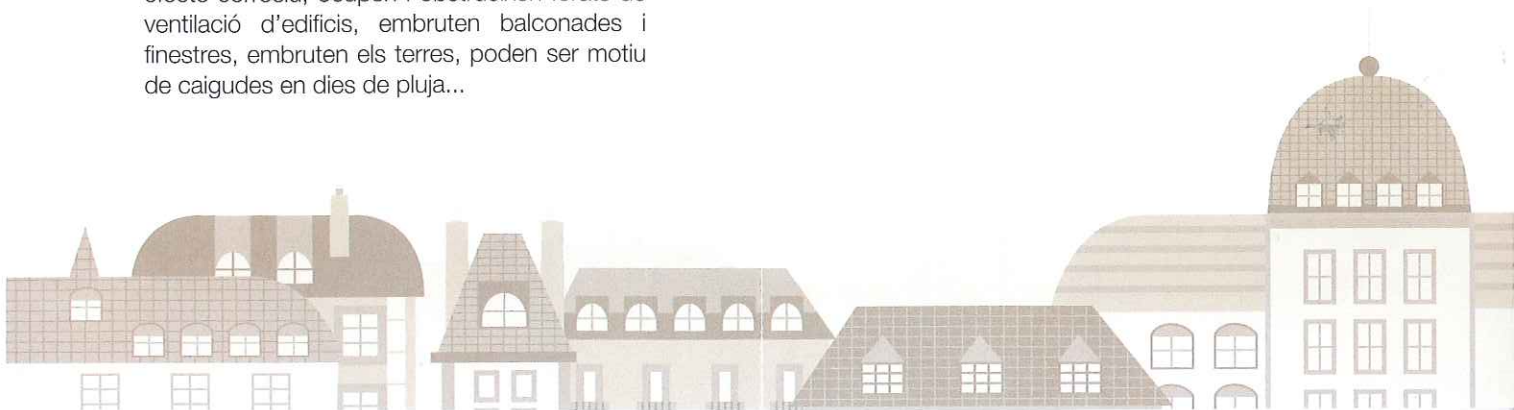 ventilació d'edificis, embruten balconades i
finestres, embruten els terres, poden ser motiu
de caigudes en dies de pluja...